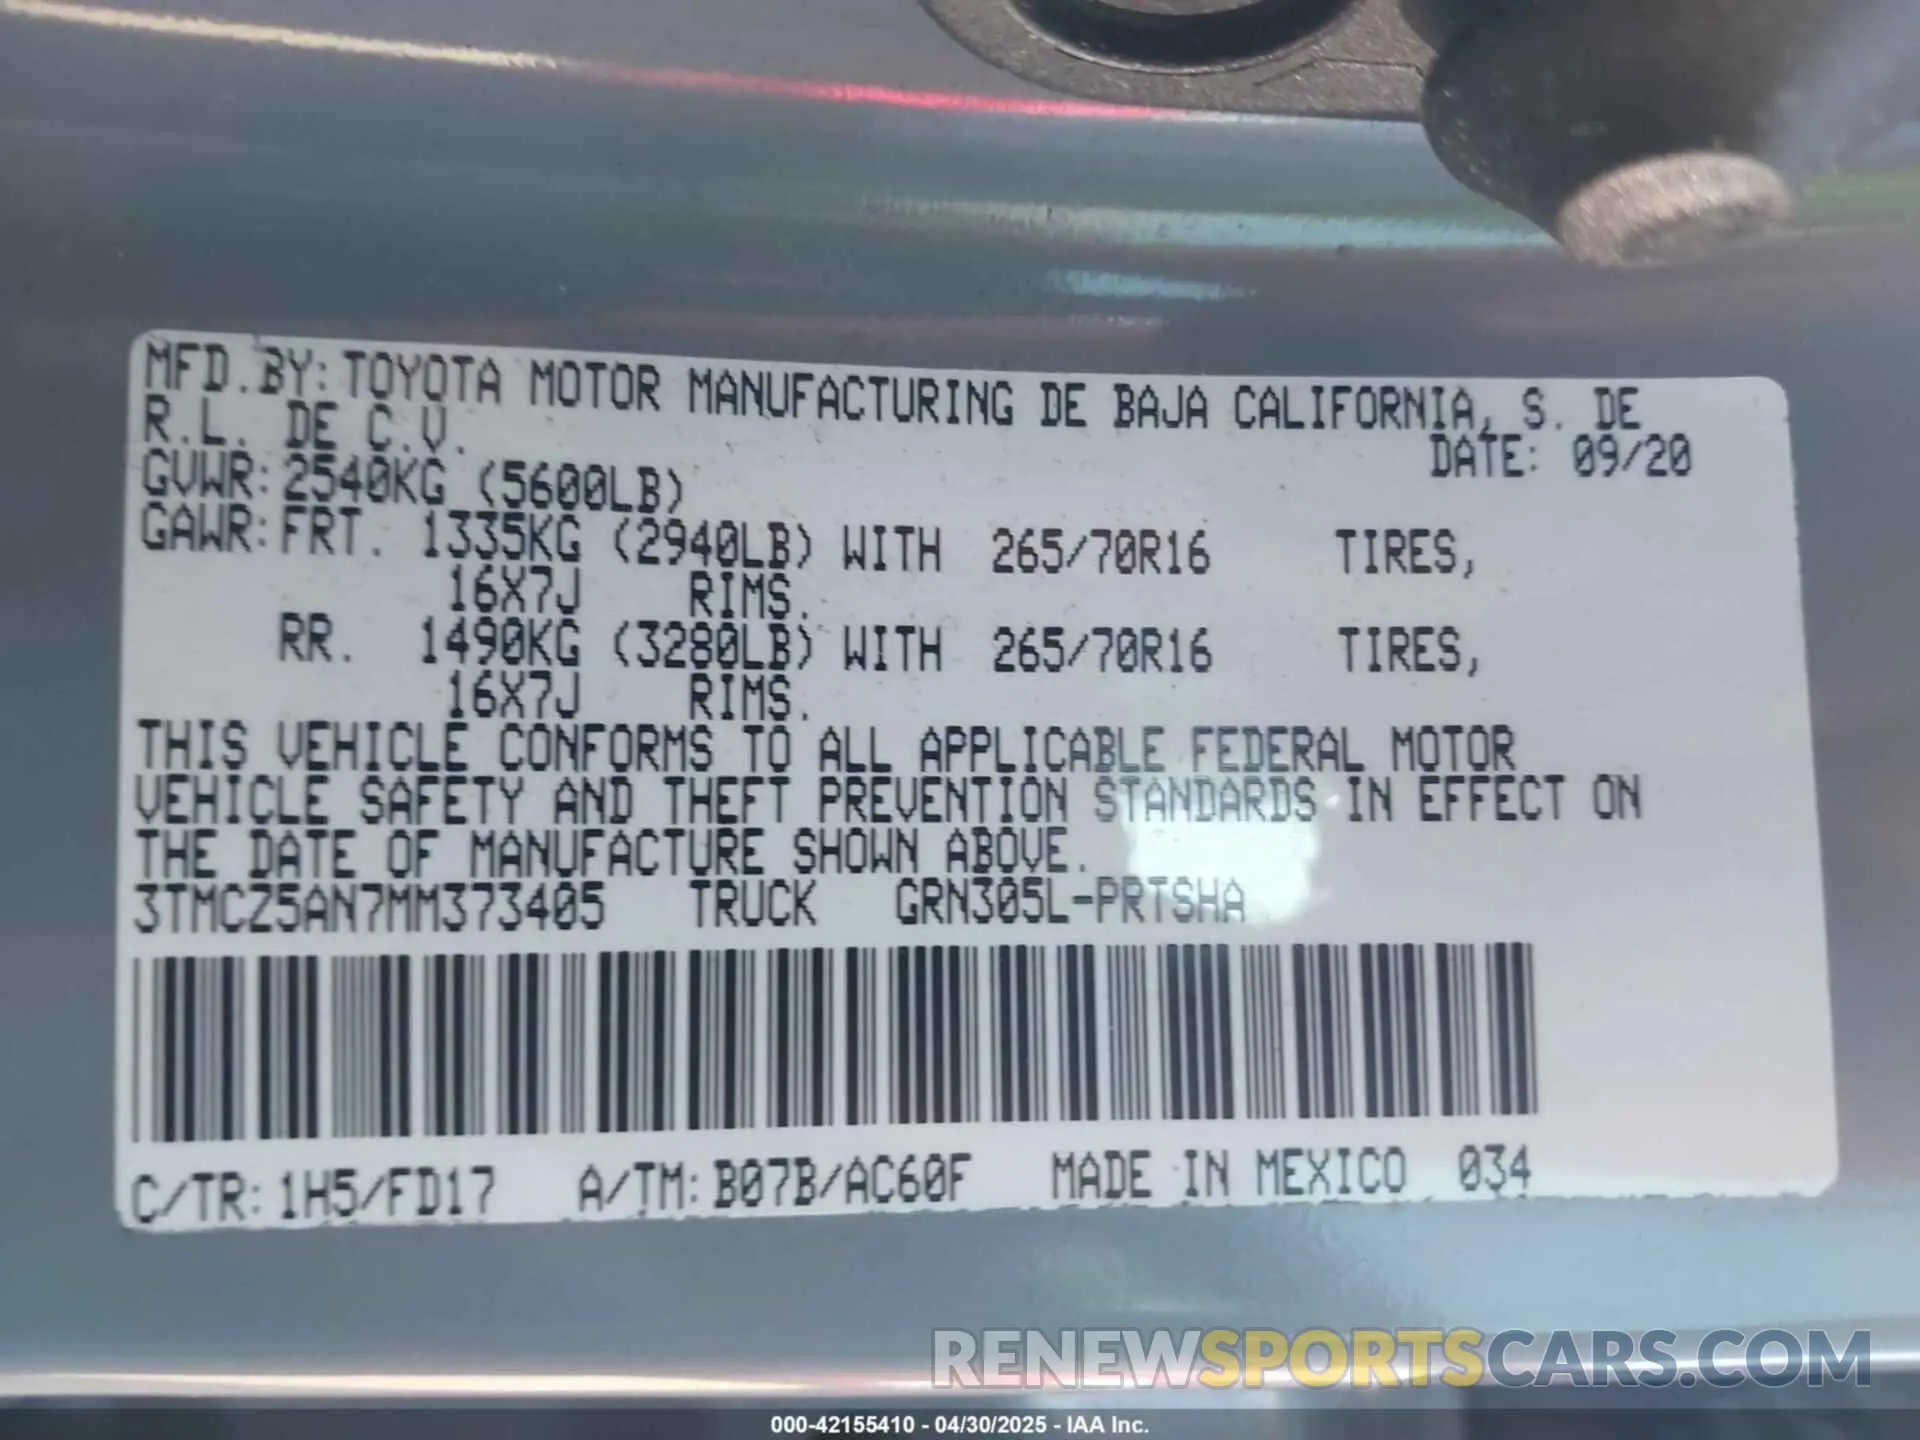 MFD.BY:TOYOTA MOTOR MANUFACTURING DE BAJA CALIFORNIA, S. DE
R.L. DE C.V.
DATE: 09/20
GVWR:2540KG (5600LB)
GAWR:FRT. 1335KG (2940LB) WITH 265/70R16 TIRES,
16X7J RIMS.
RR. 1490KG (3280LB) WITH 265/70R16 TIRES,
16X7J RIMS.
THIS VEHICLE CONFORMS TO ALL APPLICABLE FEDERAL MOTOR
VEHICLE SAFETY AND THEFT PREVENTION STANDARDS IN EFFECT ON
THE DATE OF MANUFACTURE SHOWN ABOVE.
3TMCZ5AN7MM373405 TRUCK GRN305L-PRTSHA
C/TR:1H5/FD17 A/TM:B07B/AC60F MADE IN MEXICO 034
RENEWSPORTSCARS.COM
000-42155410 - 04/30/2025 - IAA Inc.